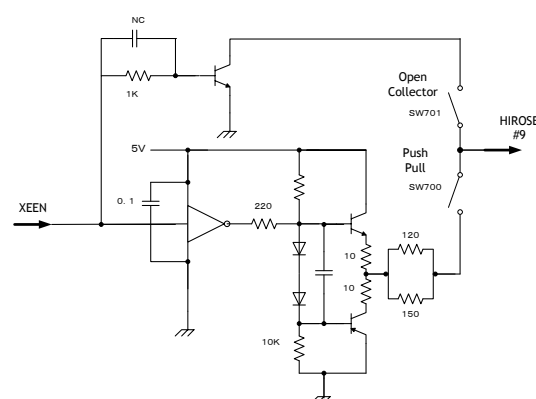 NC
1K
Open
Collector
SW701
HIROSE
#9
5V
Push
Pull
SW700
XEEN
0. 1
220
120
10
10
150
10K